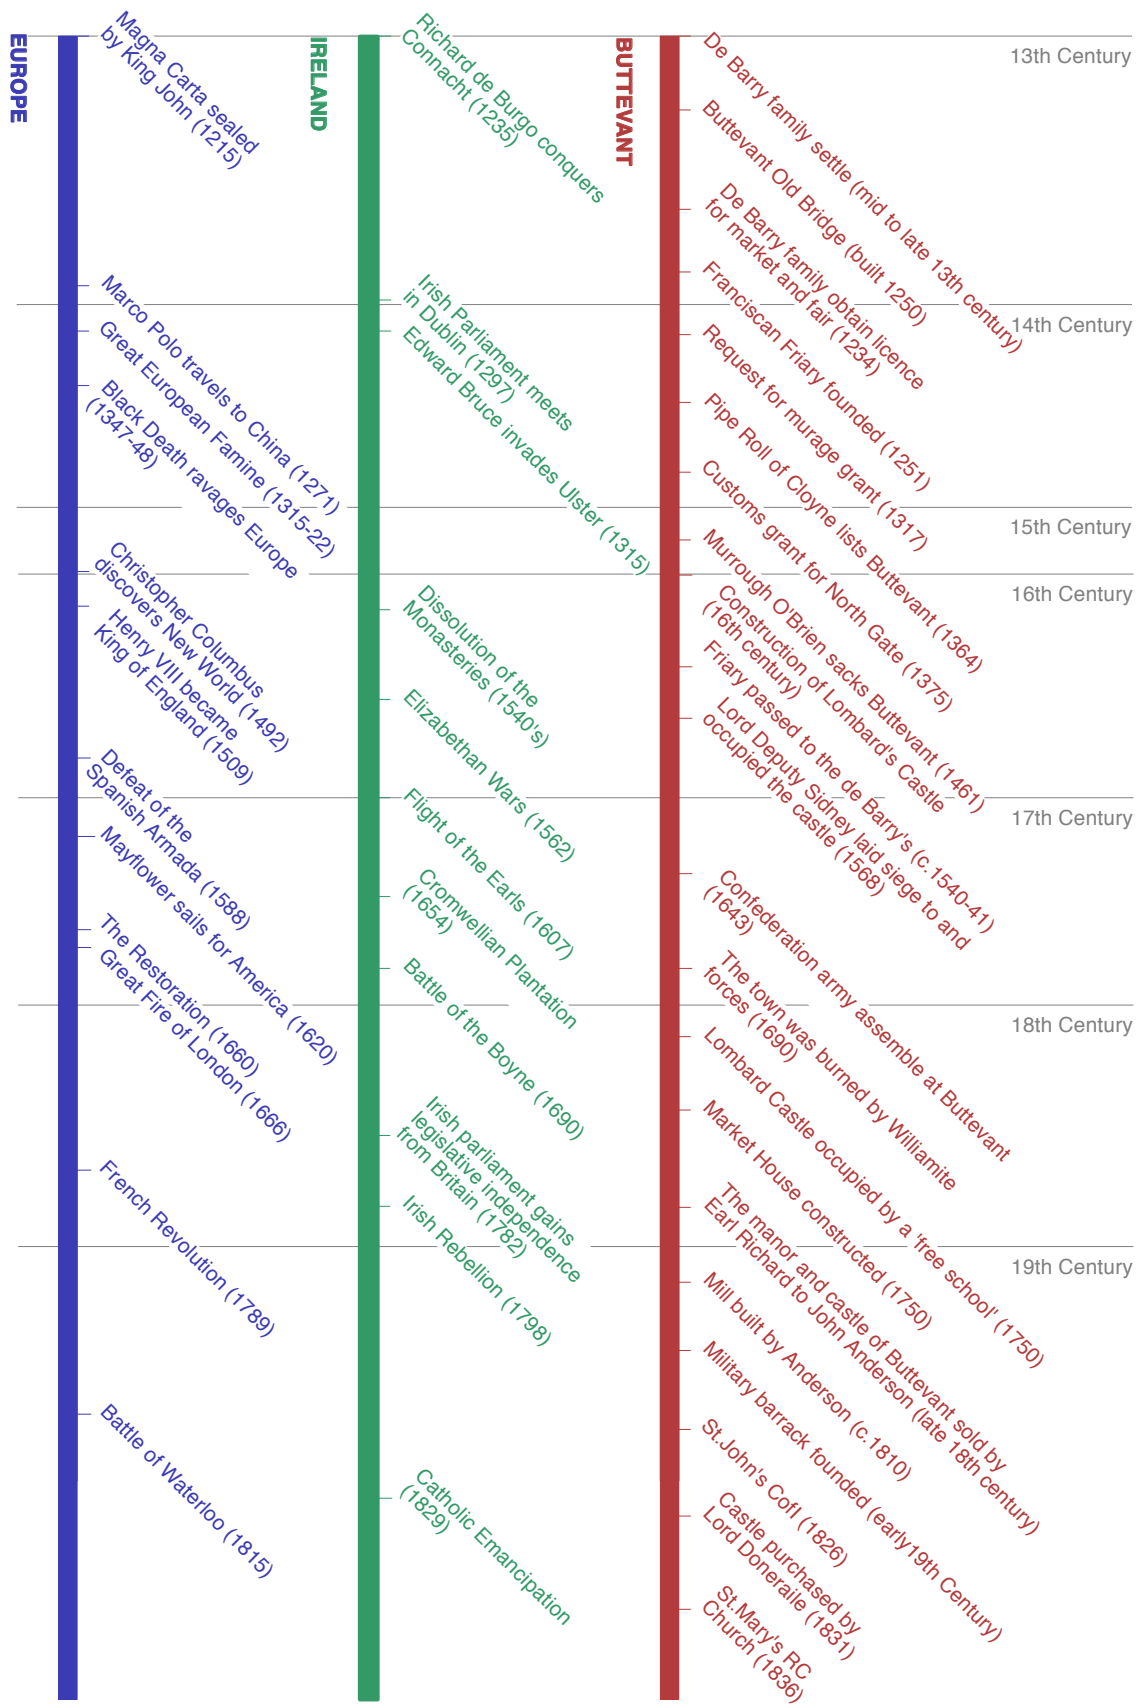 EUROPE
Magna Carta sealed
by King John (1215)
Marco Polo travels to China (1271)
Great European Famine (1315-22)
Black Death ravages Europe
(1347-48)
Christopher Columbus
discovers New World (1492)
Henry VIII became
King of England (1509)
Defeat of the
Spanish Armada (1588)
Mayflower sails for America (1620)
The Restoration (1660)
Great Fire of London (1666)
French Revolution (1789)
Battle of Waterloo (1815)
IRELAND
Richard de Burgo conquers
Connacht (1235)
Irish Parliament meets
in Dublin (1297)
Edward Bruce invades Ulster (1315)
Dissolution of the
Monasteries (1540's)
Elizabethan Wars (1562)
Flight of the Earls (1607)
Cromwellian Plantation
(1654)
Battle of the Boyne (1690)
Irish parliament gains
legislative independence
from Britain (1782)
Irish Rebellion (1798)
Catholic Emancipation
(1829)
BUTTEVANT
De Barry family settle (mid to late 13th century)
Buttevant Old Bridge (built 1250)
De Barry family obtain licence
for market and fair (1234)
Franciscan Friary founded (1251)
Request for murage grant (1317)
Pipe Roll of Cloyne lists Buttevant (1364)
Customs grant for North Gate (1375)
Murrough O'Brien sacks Buttevant (1461)
Construction of Lombard's Castle
(16th century)
Friary passed to the de Barry's (c.1540-41)
Lord Deputy Sidney laid siege to and
occupied the castle (1568)
Confederation army assemble at Buttevant
(1643)
The town was burned by Williamite
forces (1690)
Lombard Castle occupied by a 'free school' (1750)
Market House constructed (1750)
The manor and castle of Buttevant sold by
Earl Richard to John Anderson (late 18th century)
Mill built by Anderson (c.1810)
Military barrack founded (early19th Century)
St.John's CofI (1826)
Castle purchased by
Lord Doneraile (1831)
St.Mary's RC
Church (1836)
13th Century
14th Century
15th Century
16th Century
17th Century
18th Century
19th Century